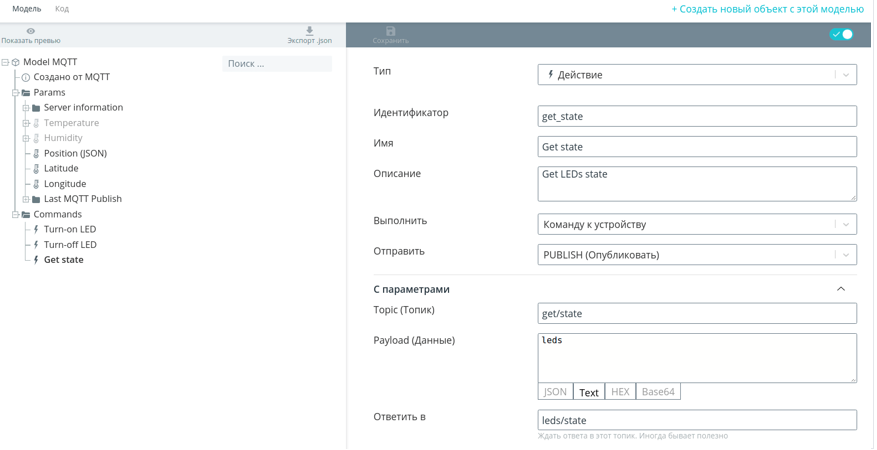 Модель Код
+ Создать новый объект с этой моделью
Показать превью
Экспорт .json
Сохранить
Model MQTT
Поиск ...
Создано от MQTT
Params
Server information
Temperature
Humidity
Position (JSON)
Latitude
Longitude
Last MQTT Publish
Commands
Turn-on LED
Turn-off LED
Get state
Тип
Действие
Идентификатор
get_state
Имя
Get state
Описание
Get LEDs state
Выполнить
Команду к устройству
Отправить
PUBLISH (Опубликовать)
С параметрами
Topic (Топик)
get/state
Payload (Данные)
leds
JSON Text HEX Base64
Ответить в
leds/state
Ждать ответа в этот топик. Иногда бывает полезно